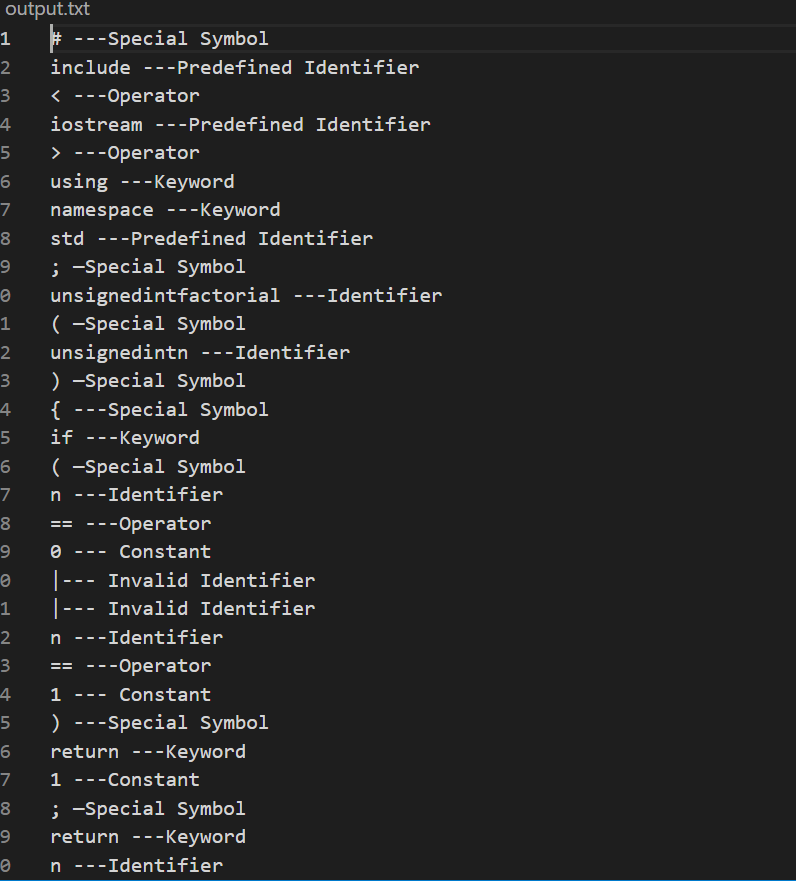 output.txt
1 # ---Special Symbol
2 include ---Predefined Identifier
3 < ---Operator
4 iostream ---Predefined Identifier
5 > ---Operator
6 using ---Keyword
7 namespace ---Keyword
8 std ---Predefined Identifier
9 ; —Special Symbol
0 unsignedintfactorial ---Identifier
1 ( —Special Symbol
2 unsignedintn ---Identifier
3 ) —Special Symbol
4 { ---Special Symbol
5 if ---Keyword
6 ( —Special Symbol
7 n ---Identifier
8 == ---Operator
9 0 --- Constant
0 |--- Invalid Identifier
1 |--- Invalid Identifier
2 n ---Identifier
3 == ---Operator
4 1 --- Constant
5 ) ---Special Symbol
6 return ---Keyword
7 1 ---Constant
8 ; —Special Symbol
9 return ---Keyword
0 n ---Identifier